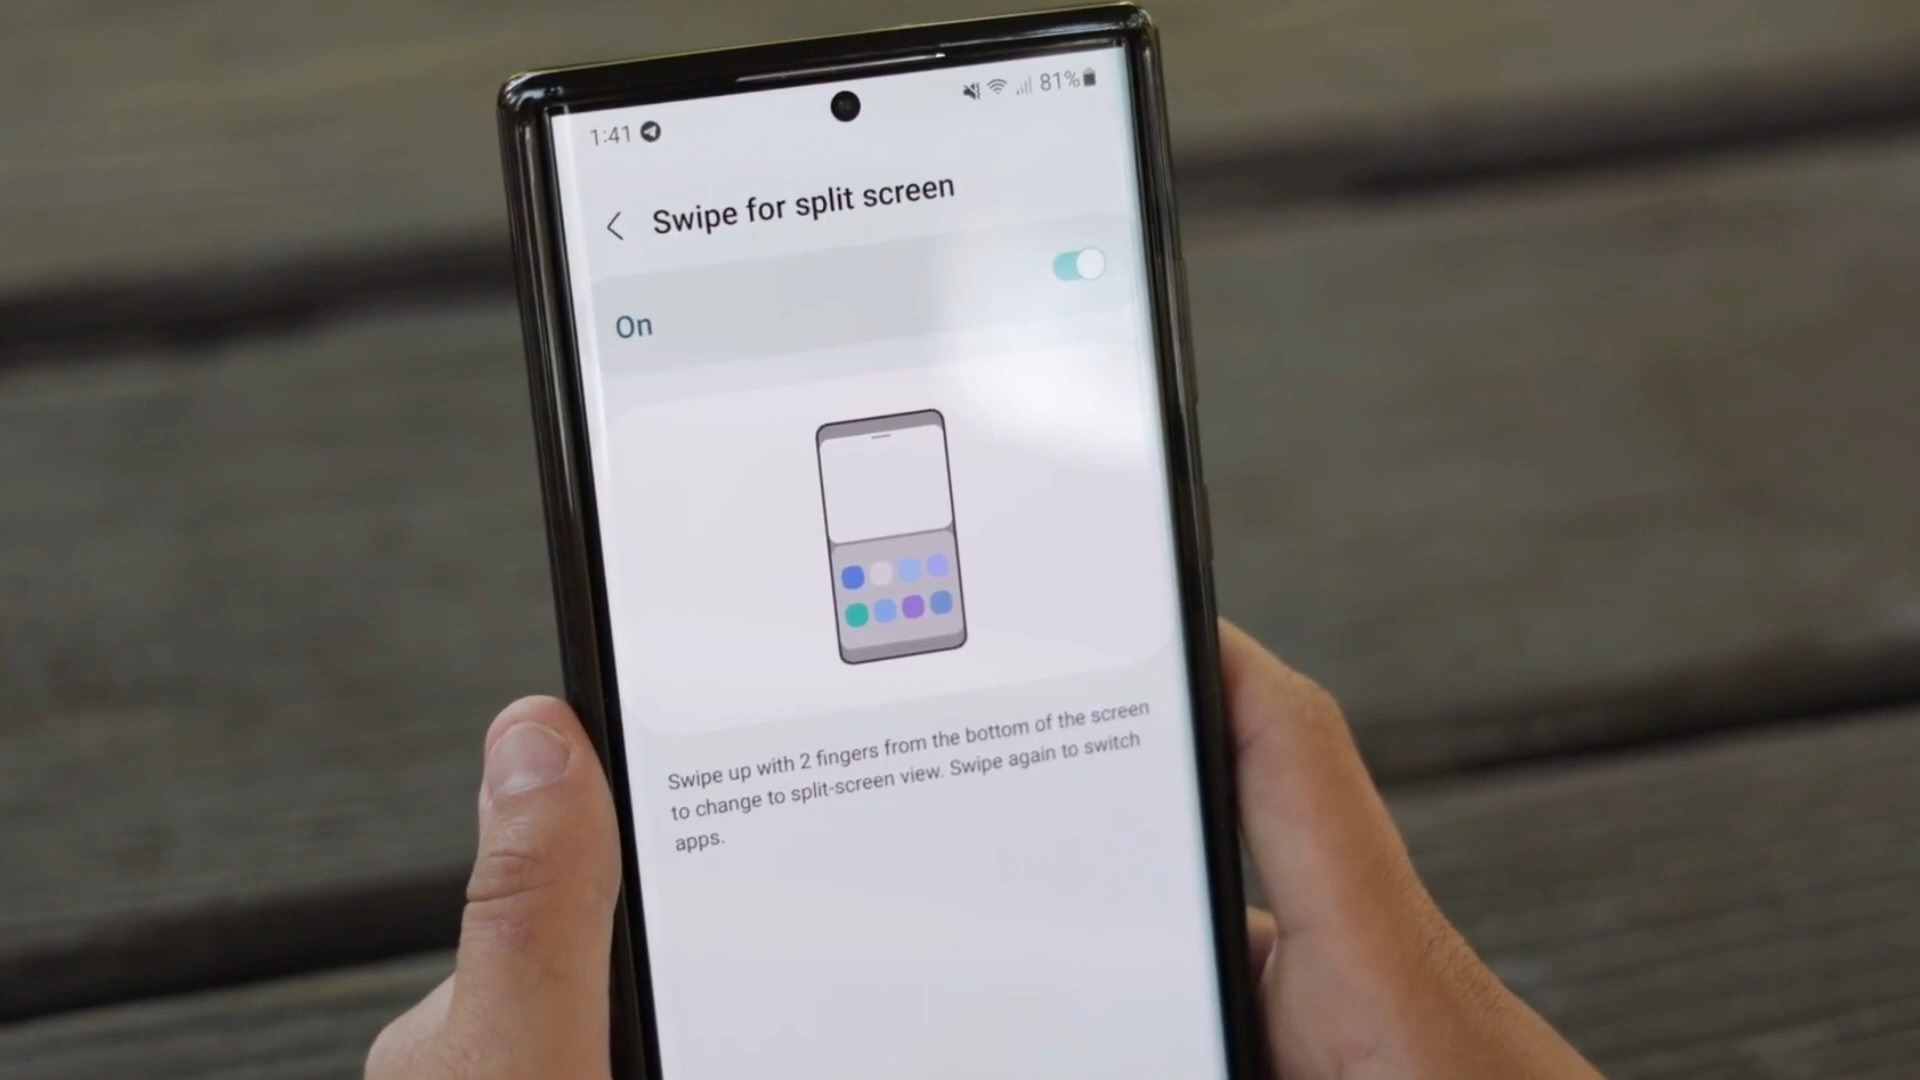 1:41
81%
Swipe for split screen
On
Swipe up with 2 fingers from the bottom of the screen
to change to split-screen view. Swipe again to switch
apps.